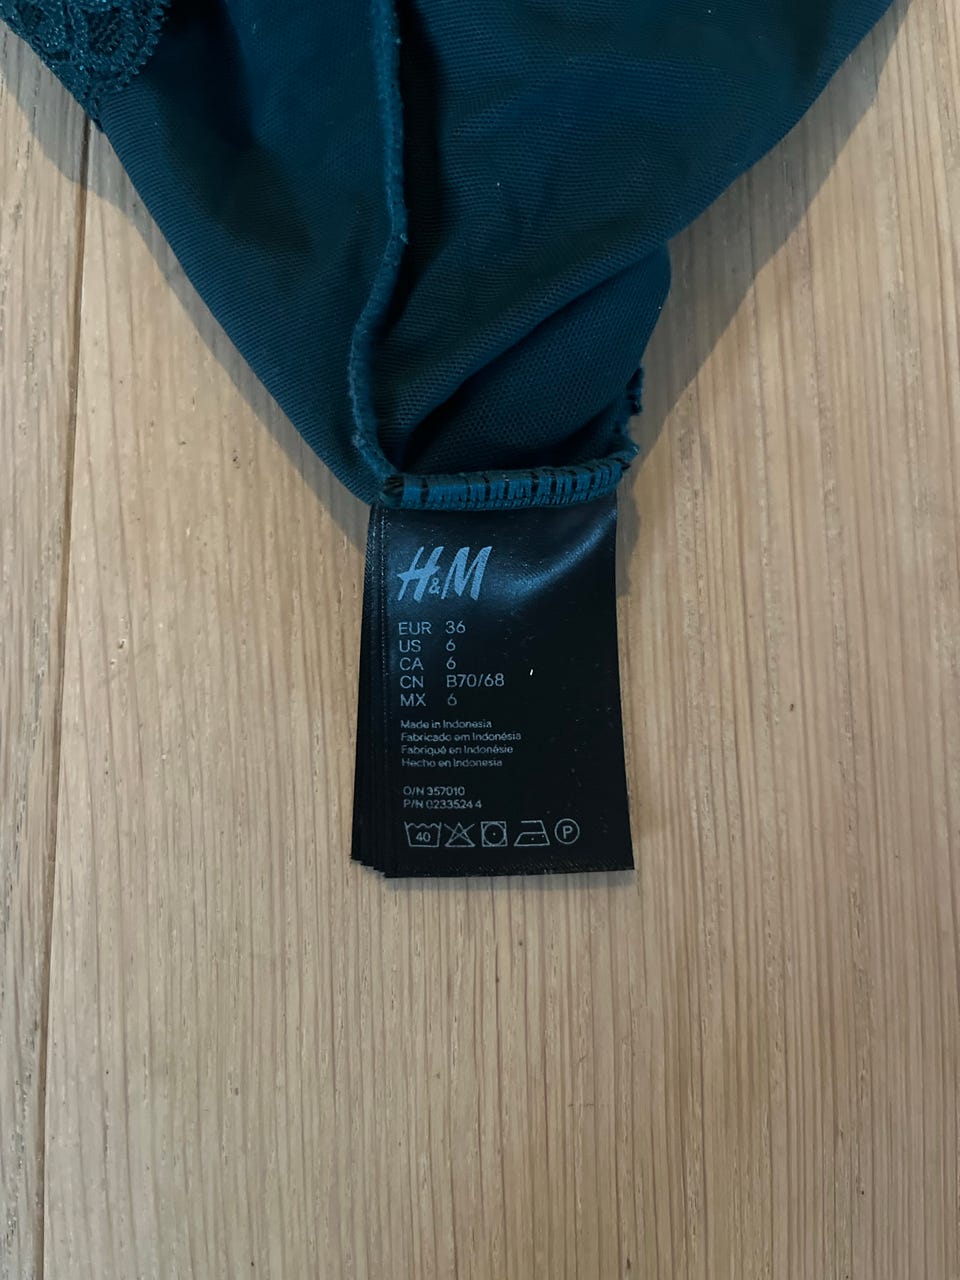 H&M
EUR 36
US 6
CA 6
CN B70/68
MX 6
Made in Indonesia
Fabricado em Indonésia
Fabriqué en Indonésie
Hecho en Indonesia
O/N 357010
P/N 0233524 4
40 P